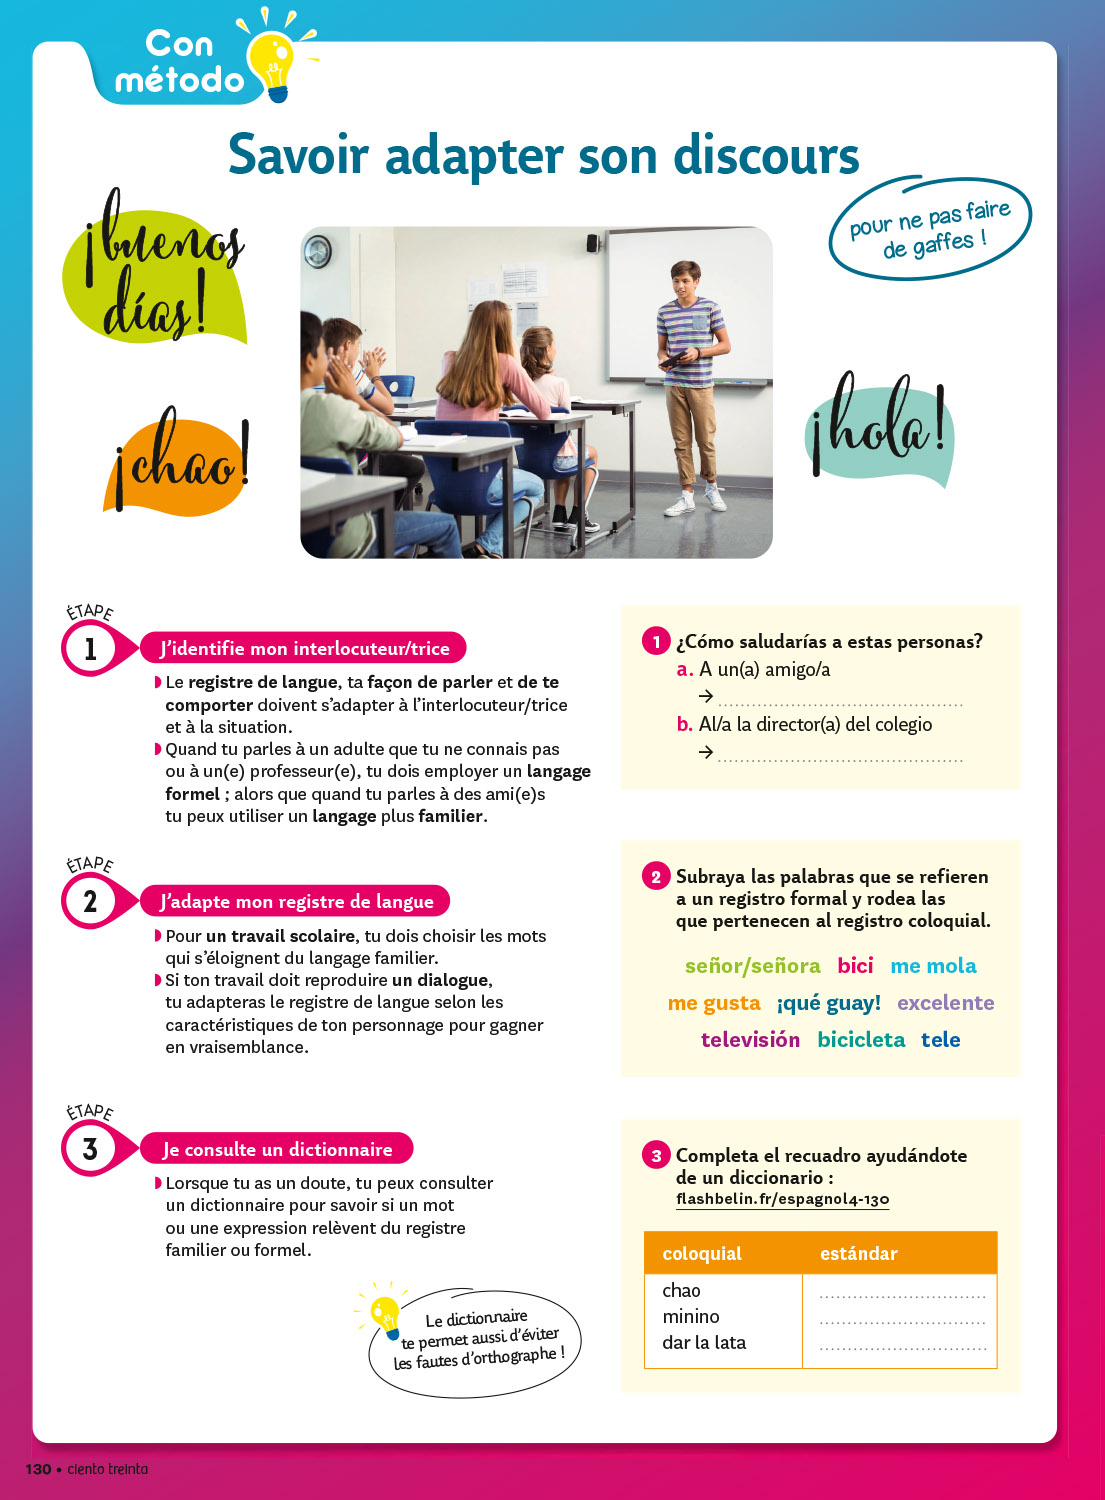 Con
método
Savoir adapter son discours
¡buenos
días!
pour ne pas faire
de gaffes !
¡chao!
¡hola!
ÉTAPE
1
J'identifie mon interlocuteur/trice
Le registre de langue, ta façon de parler et de te
comporter doivent s'adapter à l'interlocuteur/trice
et à la situation.
Quand tu parles à un adulte que tu ne connais pas
ou à un(e) professeur(e), tu dois employer un langage
formel ; alors que quand tu parles à des ami(e)s
tu peux utiliser un langage plus familier.
1 ¿Cómo saludarías a estas personas?
a. A un(a) amigo/a
→ ............................................
b. Al/a la director(a) del colegio
→ ............................................
ÉTAPE
2
J'adapte mon registre de langue
Pour un travail scolaire, tu dois choisir les mots
qui s'éloignent du langage familier.
Si ton travail doit reproduire un dialogue,
tu adapteras le registre de langue selon les
caractéristiques de ton personnage pour gagner
en vraisemblance.
2 Subraya las palabras que se refieren
a un registro formal y rodea las
que pertenecen al registro coloquial.
señor/señora bici me mola
me gusta ¡qué guay! excelente
televisión bicicleta tele
ÉTAPE
3
Je consulte un dictionnaire
Lorsque tu as un doute, tu peux consulter
un dictionnaire pour savoir si un mot
ou une expression relèvent du registre
familier ou formel.
Le dictionnaire
te permet aussi d'éviter
les fautes d'orthographe !
3 Completa el recuadro ayudándote
de un diccionario :
flashbelin.fr/espagnol4-130
coloquial estándar
chao ..............................
minino ..............................
dar la lata ..............................
130 • ciento treinta